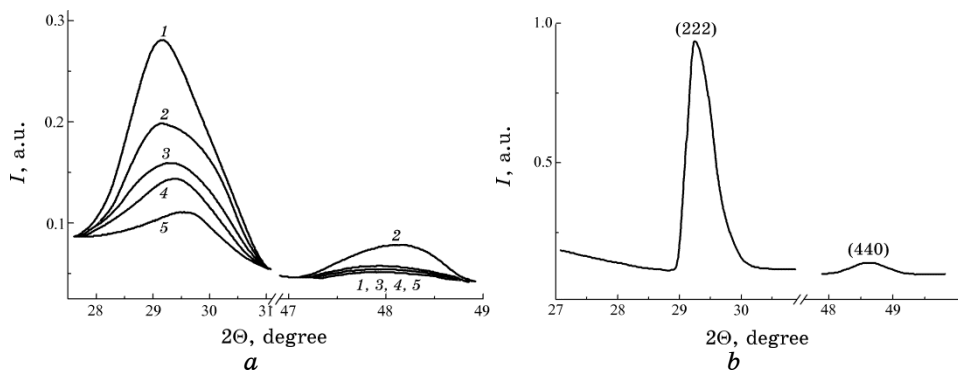 0.3
0.2
0.1
I, a.u.
1
2
3
4
5
2
1, 3, 4, 5
28 29 30 31 47 48 49
2Θ, degree
a
1.0
0.5
0.0
I, a.u.
(222)
(440)
27 29 30 48 49
2Θ, degree
b